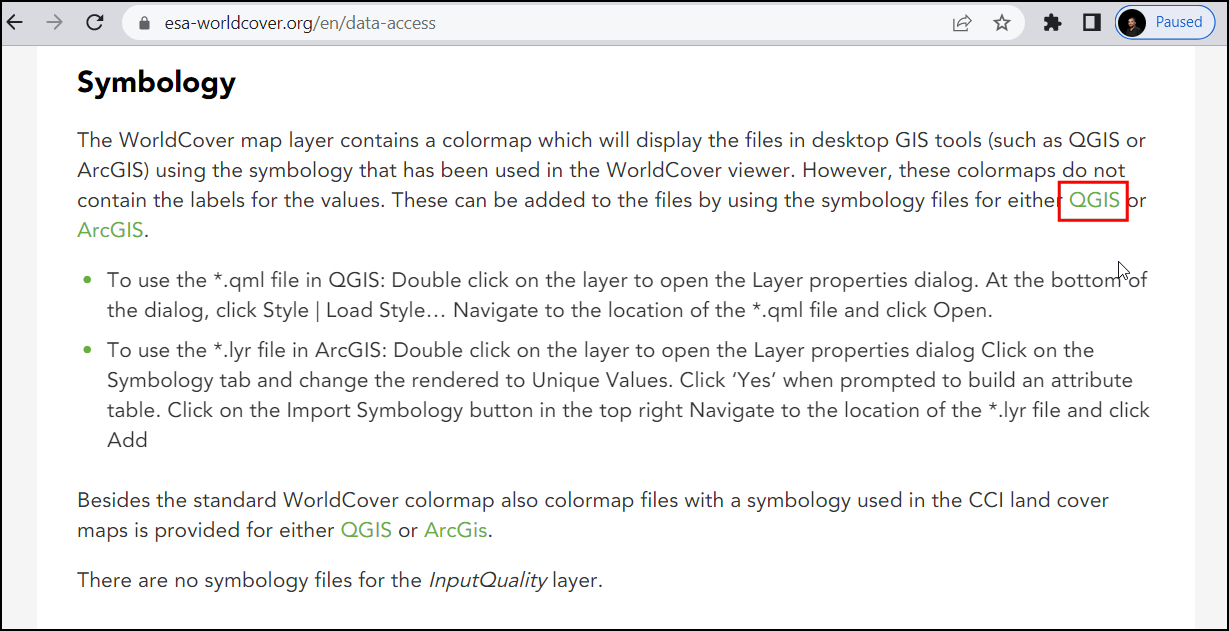 esa-worldcover.org/en/data-access
Paused
Symbology
The WorldCover map layer contains a colormap which will display the files in desktop GIS tools (such as QGIS or
ArcGIS) using the symbology that has been used in the WorldCover viewer. However, these colormaps do not
contain the labels for the values. These can be added to the files by using the symbology files for either QGIS or
ArcGIS.
• To use the *.qml file in QGIS: Double click on the layer to open the Layer properties dialog. At the bottom of
the dialog, click Style | Load Style… Navigate to the location of the *.qml file and click Open.
• To use the *.lyr file in ArcGIS: Double click on the layer to open the Layer properties dialog Click on the
Symbology tab and change the rendered to Unique Values. Click ‘Yes’ when prompted to build an attribute
table. Click on the Import Symbology button in the top right Navigate to the location of the *.lyr file and click
Add
Besides the standard WorldCover colormap also colormap files with a symbology used in the CCI land cover
maps is provided for either QGIS or ArcGis.
There are no symbology files for the InputQuality layer.